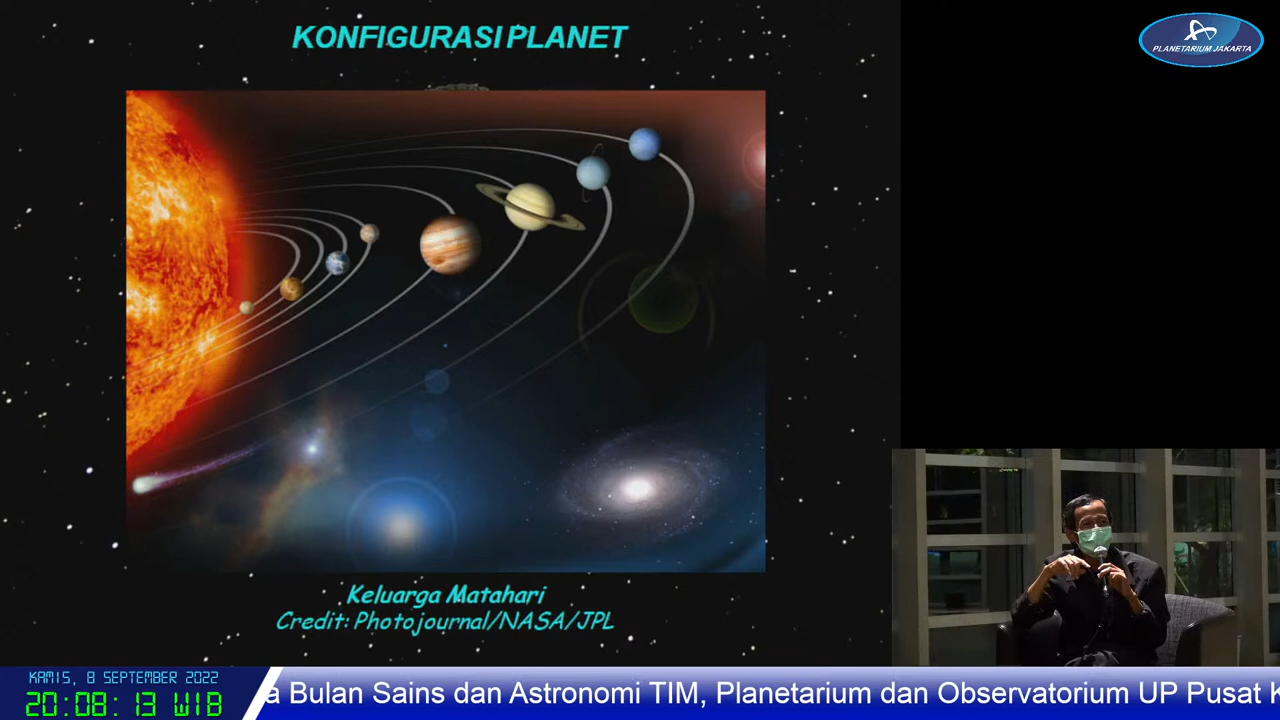 KONFIGURASI PLANET
PLANETARIUM JAKARTA
Keluarga Matahari
Credit: Photojournal/NASA/JPL
KAMIS, 8 SEPTEMBER 2022
20:08:13 WIB
a Bulan Sains dan Astronomi TIM, Planetarium dan Observatorium UP Pusat K